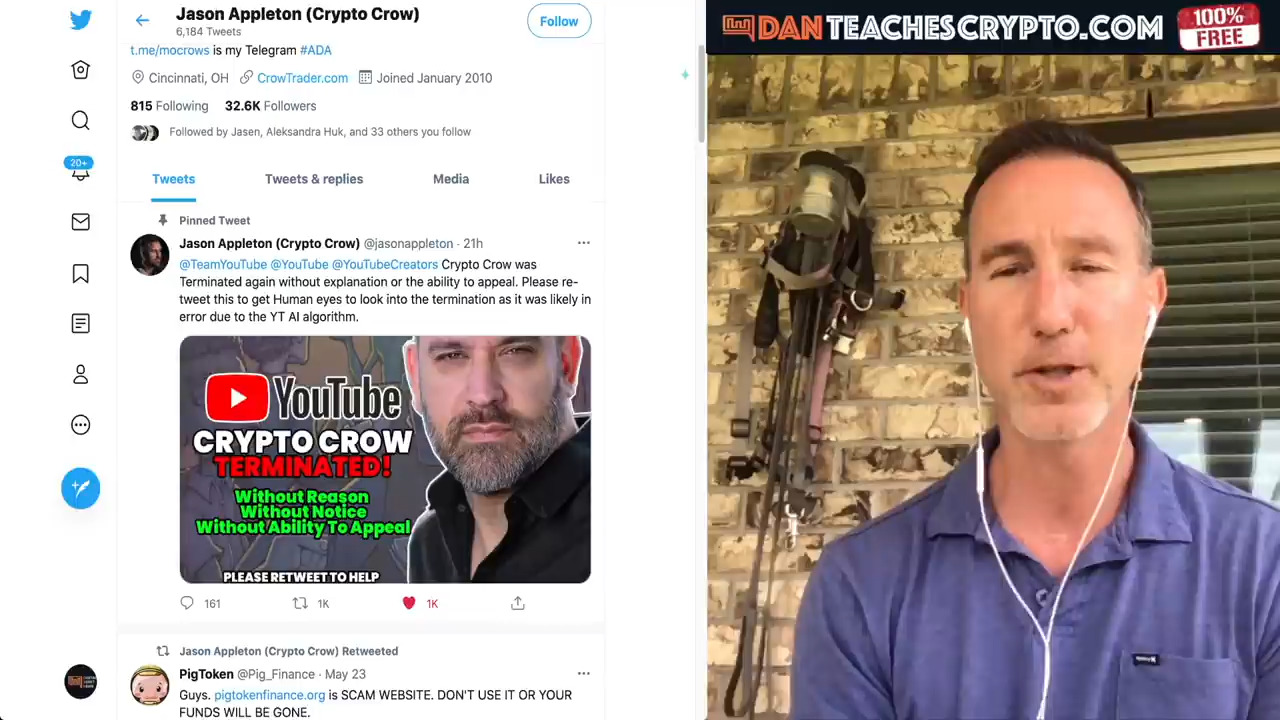 Jason Appleton (Crypto Crow)
6,184 Tweets
Follow
t.me/mocrows is my Telegram #ADA
Cincinnati, OH CrowTrader.com Joined January 2010
815 Following 32.6K Followers
Followed by Jasen, Aleksandra Huk, and 33 others you follow
Tweets Tweets & replies Media Likes
Pinned Tweet
Jason Appleton (Crypto Crow) @jasonappleton · 21h
@TeamYouTube @YouTube @YouTubeCreators Crypto Crow was
Terminated again without explanation or the ability to appeal. Please re-
tweet this to get Human eyes to look into the termination as it was likely in
error due to the YT AI algorithm.
YouTube
CRYPTO CROW
TERMINATED!
Without Reason
Without Notice
Without Ability To Appeal
PLEASE RETWEET TO HELP
161 1K 1K
Jason Appleton (Crypto Crow) Retweeted
PigToken @Pig_Finance · May 23
Guys. pigtokenfinance.org is SCAM WEBSITE. DON'T USE IT OR YOUR
FUNDS WILL BE GONE.
20+
DANTEACHESCRYPTO.COM
100%
FREE